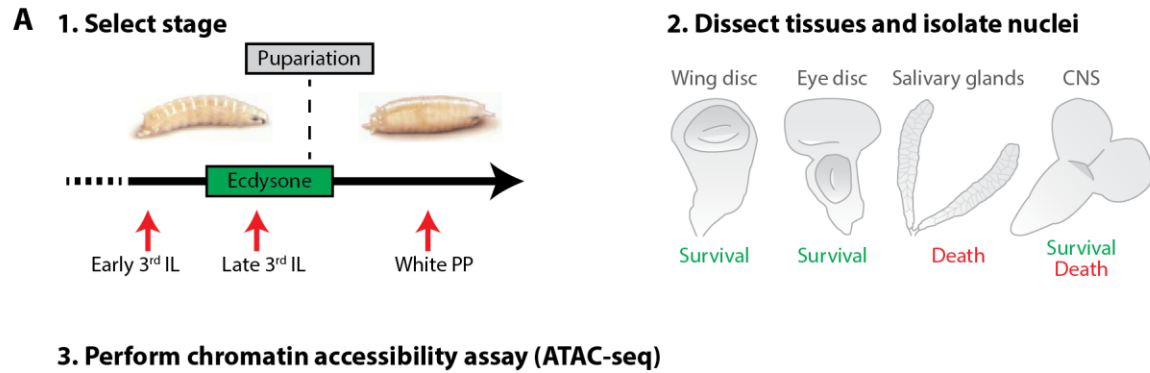 A
1. Select stage
Pupariation
Ecdysone
Early 3rd IL
Late 3rd IL
White PP
2. Dissect tissues and isolate nuclei
Wing disc
Eye disc
Salivary glands
CNS
Survival
Survival
Death
Survival
Death
3. Perform chromatin accessibility assay (ATAC-seq)